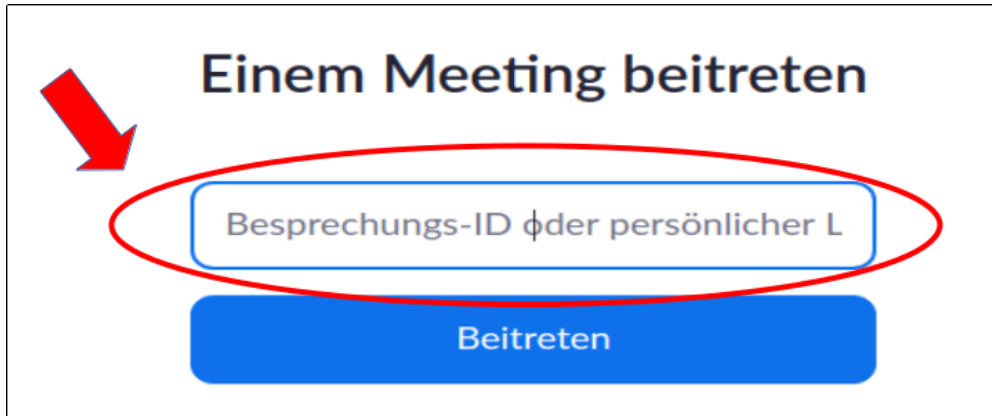 Einem Meeting beitreten
Besprechungs-ID oder persönlicher L
Beitreten